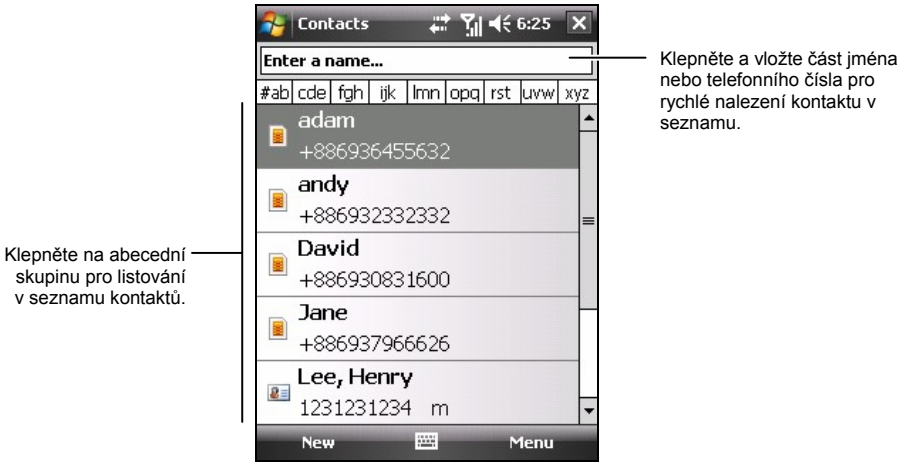 Contacts 6:25
Enter a name...
#ab cde fgh ijk lmn opq rst uvw xyz
adam
+886936455632
andy
+886932332332
David
+886930831600
Jane
+886937966626
Lee, Henry
1231231234 m
New Menu
Klepněte a vložte část jména
nebo telefonního čísla pro
rychlé nalezení kontaktu v
seznamu.
Klepněte na abecední
skupinu pro listování
v seznamu kontaktů.